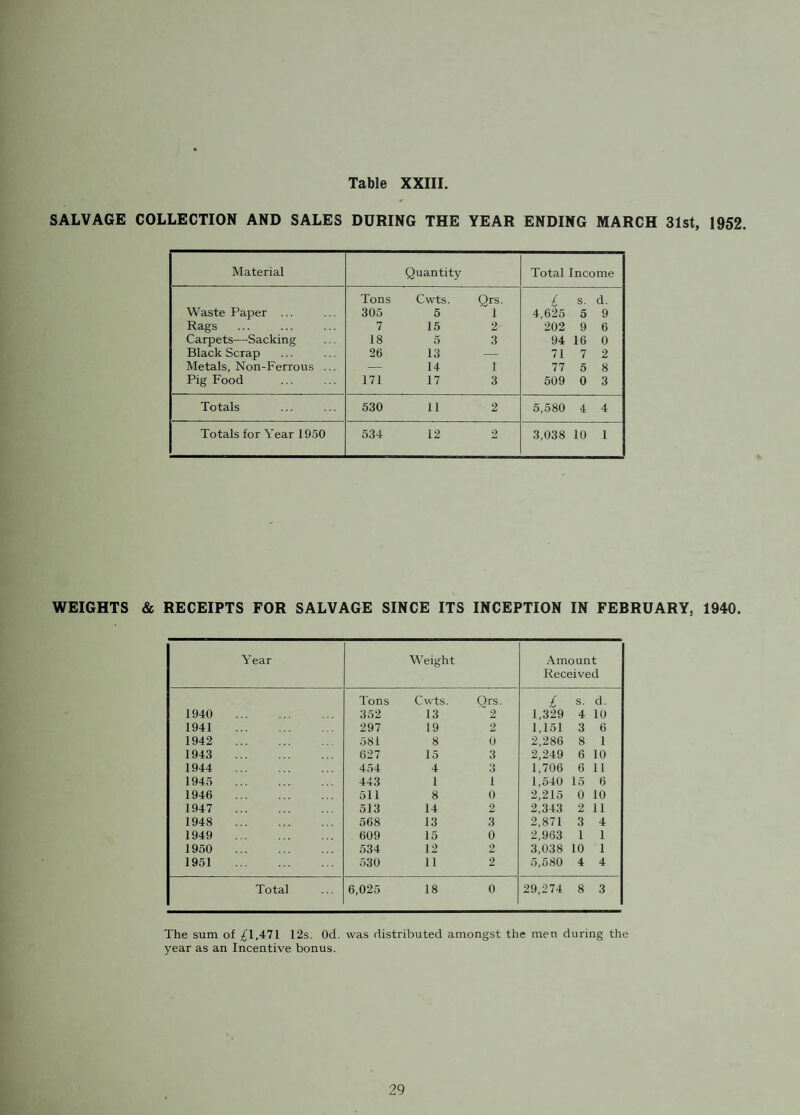 Table XXIII.
SALVAGE COLLECTION AND SALES DURING THE YEAR ENDING MARCH 31st, 1952.
Material Quantity Total Income
Tons Cwts. Qrs. £ s. d.
Waste Paper ... ... 305 5 1 4,625 5 9
Rags ... ... ... 7 15 2 202 9 6
Carpets—Sacking ... 18 5 3 94 16 0
Black Scrap ... ... 26 13 — 71 7 2
Metals, Non-Ferrous ... — 14 1 77 5 8
Pig Food ... ... 171 17 3 509 0 3
Totals ... ... 530 11 2 5,580 4 4
Totals for Year 1950 534 12 2 3,038 10 1
WEIGHTS & RECEIPTS FOR SALVAGE SINCE ITS INCEPTION IN FEBRUARY, 1940.
Year Weight Amount
Received
Tons Cwts. Qrs. £ s. d.
1940 ... ... ... 352 13 2 1,329 4 10
1941 ... ... ... 297 19 2 1,151 3 6
1942 ... ... ... 581 8 0 2,286 8 1
1943 ... ... ... 627 15 3 2,249 6 10
1944 ... ... ... 454 4 3 1,706 6 11
1945 ... ... ... 443 1 1 1,540 15 6
1946 ... ... ... 511 8 0 2,215 0 10
1947 ... ... ... 513 14 2 2,343 2 11
1948 ... ... ... 568 13 3 2,871 3 4
1949 ... ... ... 609 15 0 2,963 1 1
1950 ... ... ... 534 12 2 3,038 10 1
1951 ... ... ... 530 11 2 5,580 4 4
Total ... 6,025 18 0 29,274 8 3
The sum of £1,471 12s. 0d. was distributed amongst the men during the
year as an Incentive bonus.
29